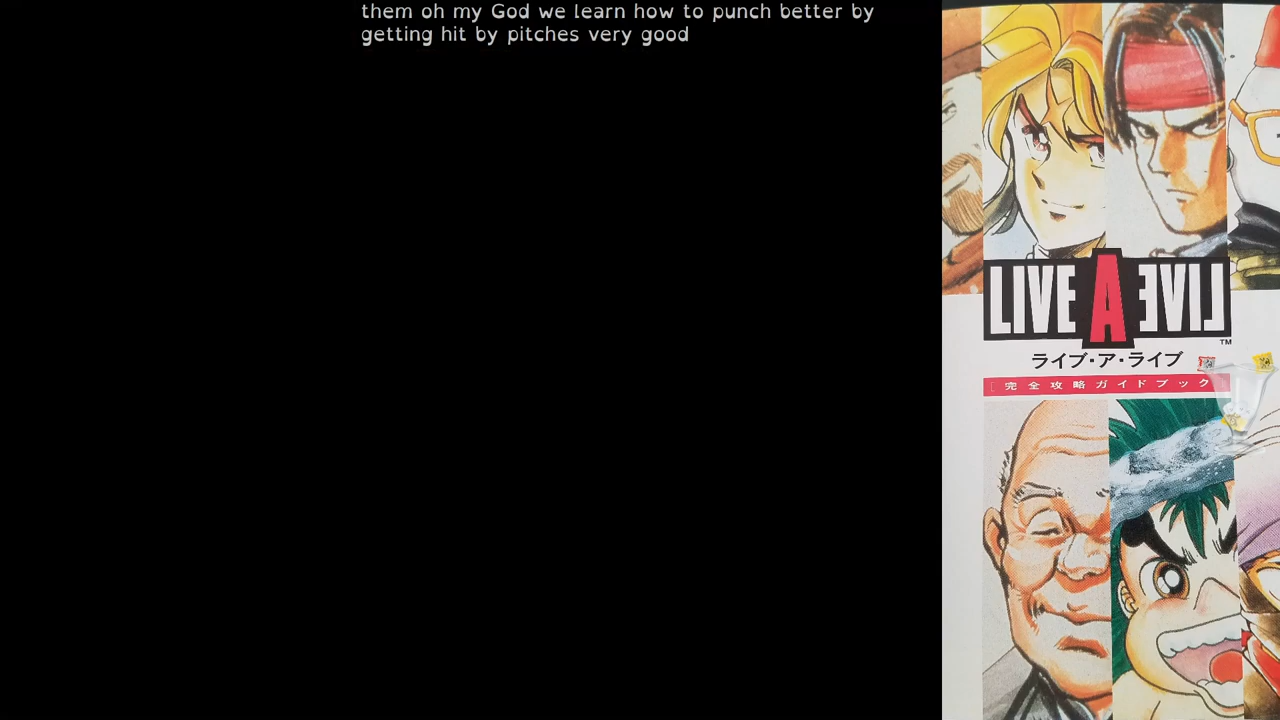 them oh my God we learn how to punch better by
getting hit by pitches very good
LIVE A LIVE
TM
ライブ・ア・ライブ
[完全攻略ガイドブック]